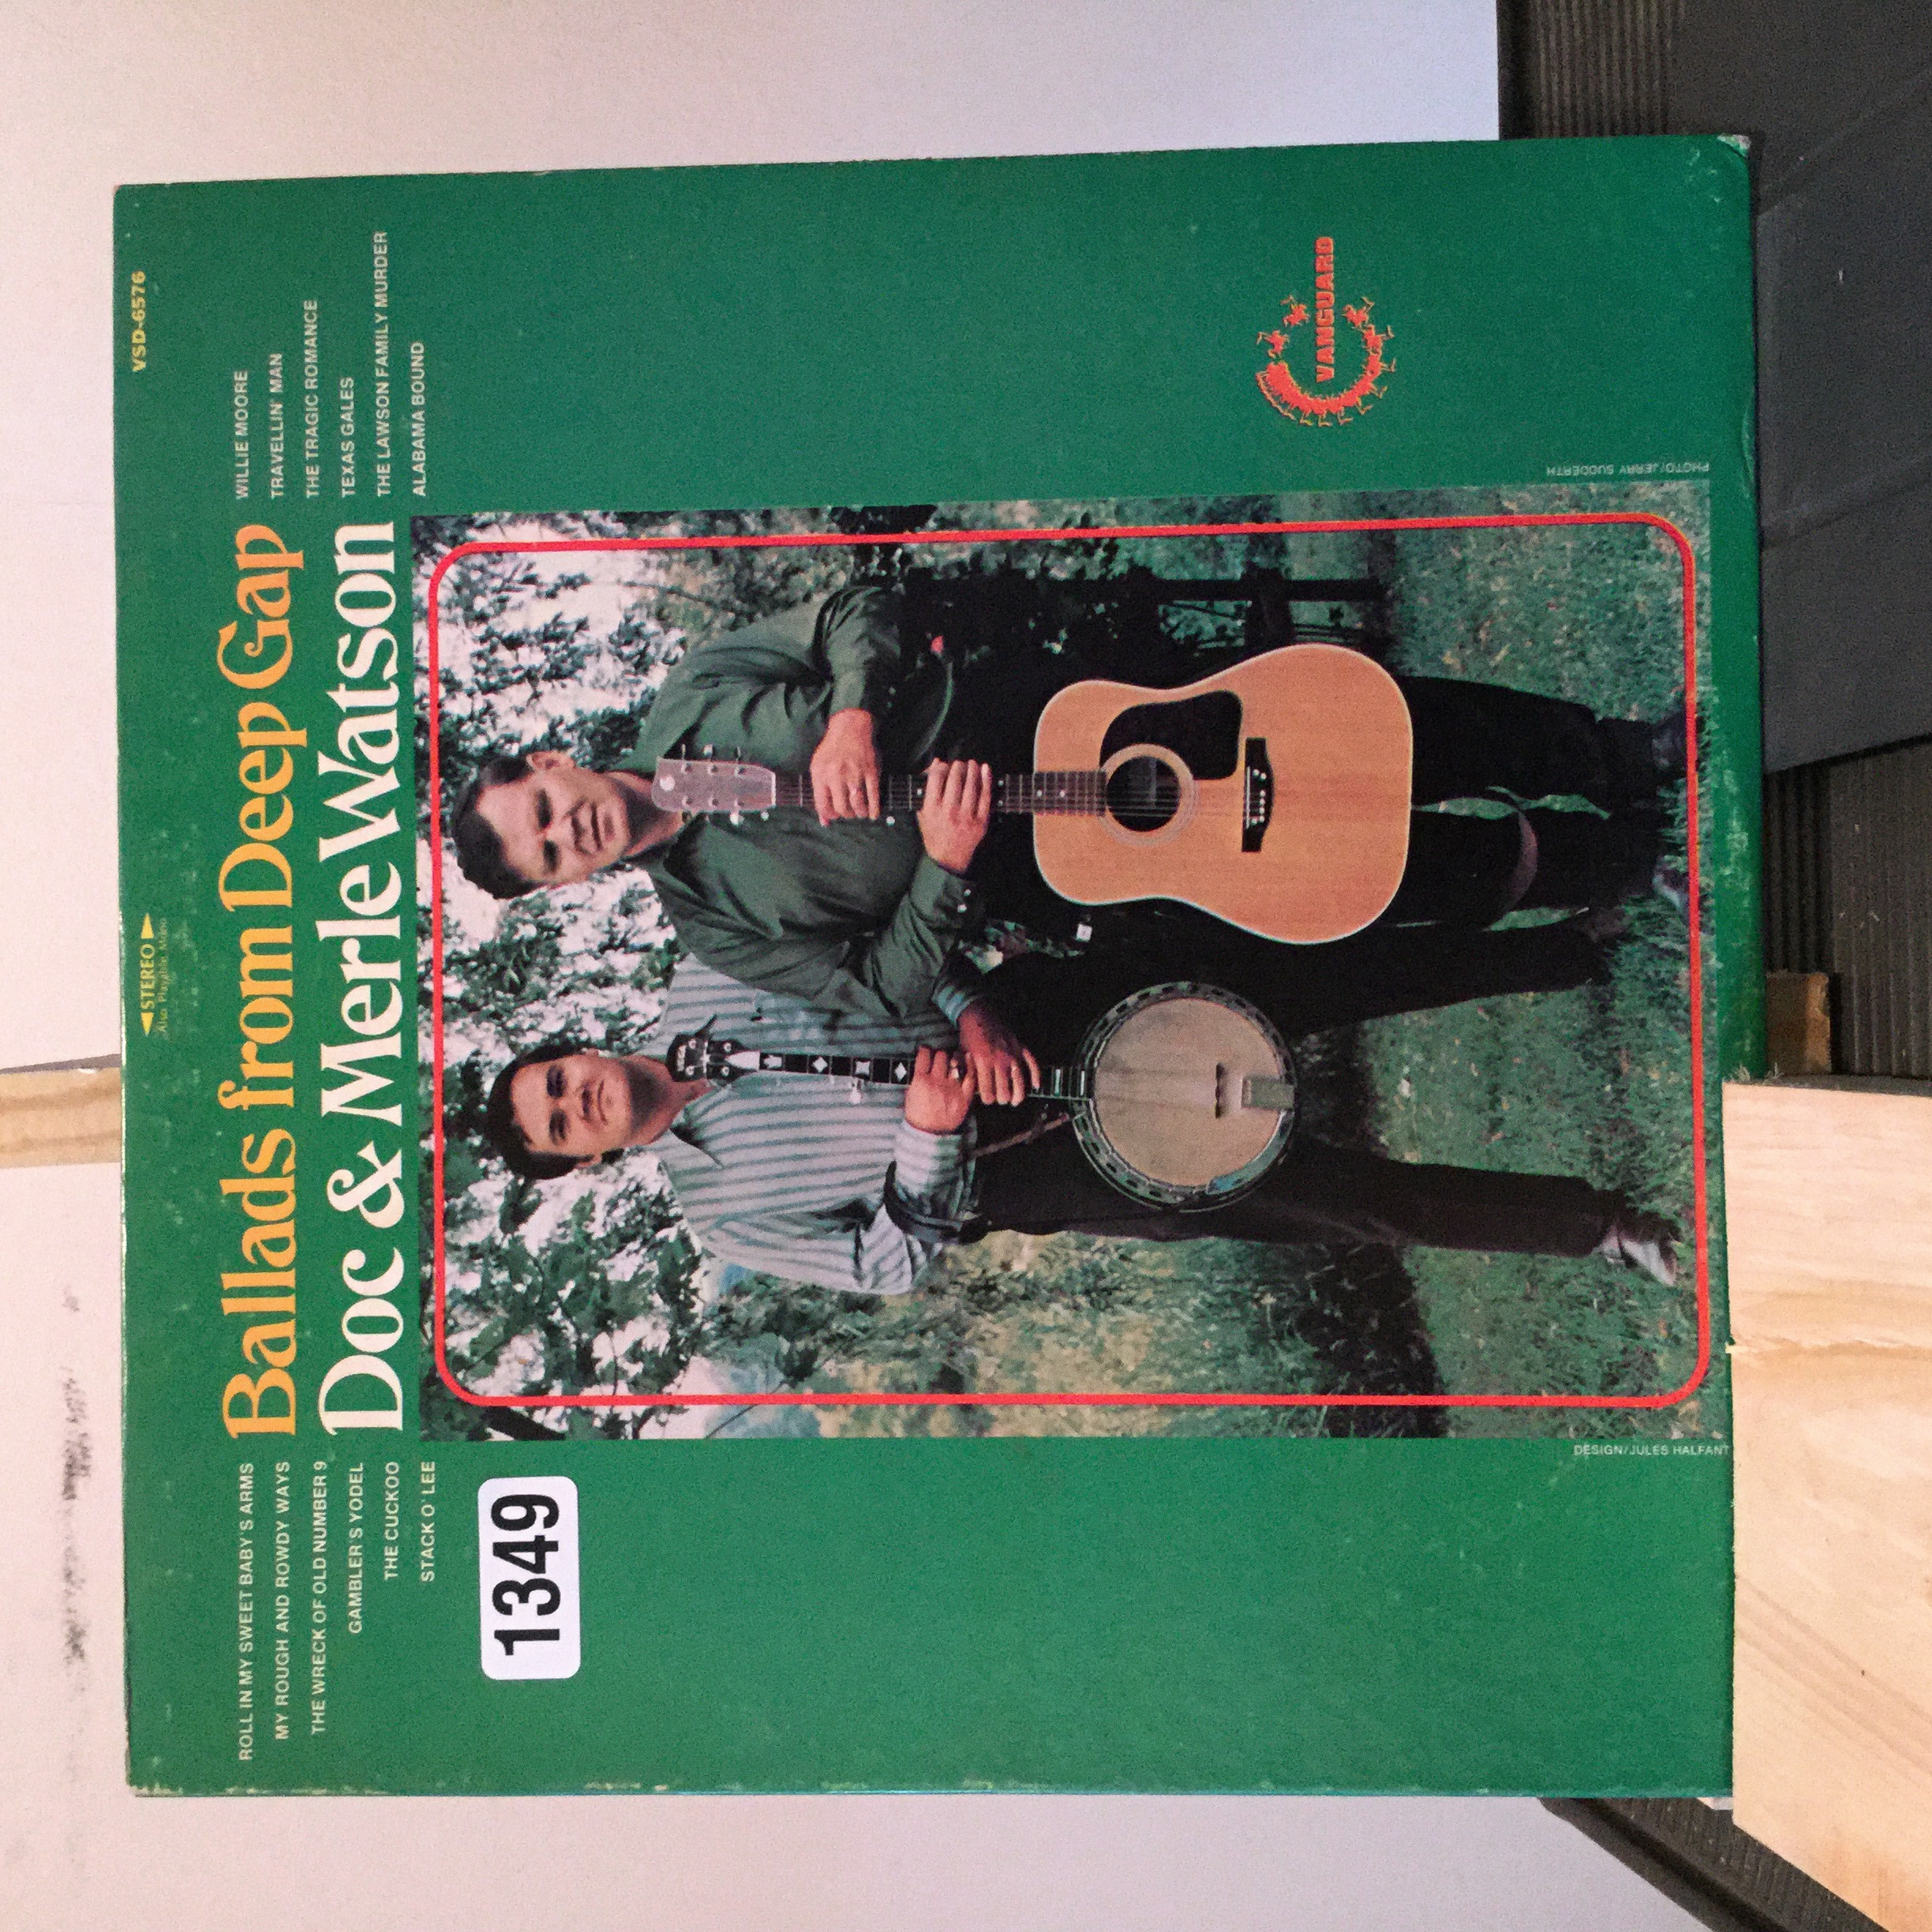 VSD-6576
◄STEREO►
Also Playable Mono
Ballads from Deep Gap
Doc & Merle Watson
ROLL IN MY SWEET BABY'S ARMS
MY ROUGH AND ROWDY WAYS
THE WRECK OF OLD NUMBER 9
GAMBLER'S YODEL
THE CUCKOO
STACK O' LEE
WILLIE MOORE
TRAVELLIN' MAN
THE TRAGIC ROMANCE
TEXAS GALES
THE LAWSON FAMILY MURDER
ALABAMA BOUND
1349
VANGUARD
DESIGN/JULES HALFANT
PHOTO/JERRY SUDDERTH